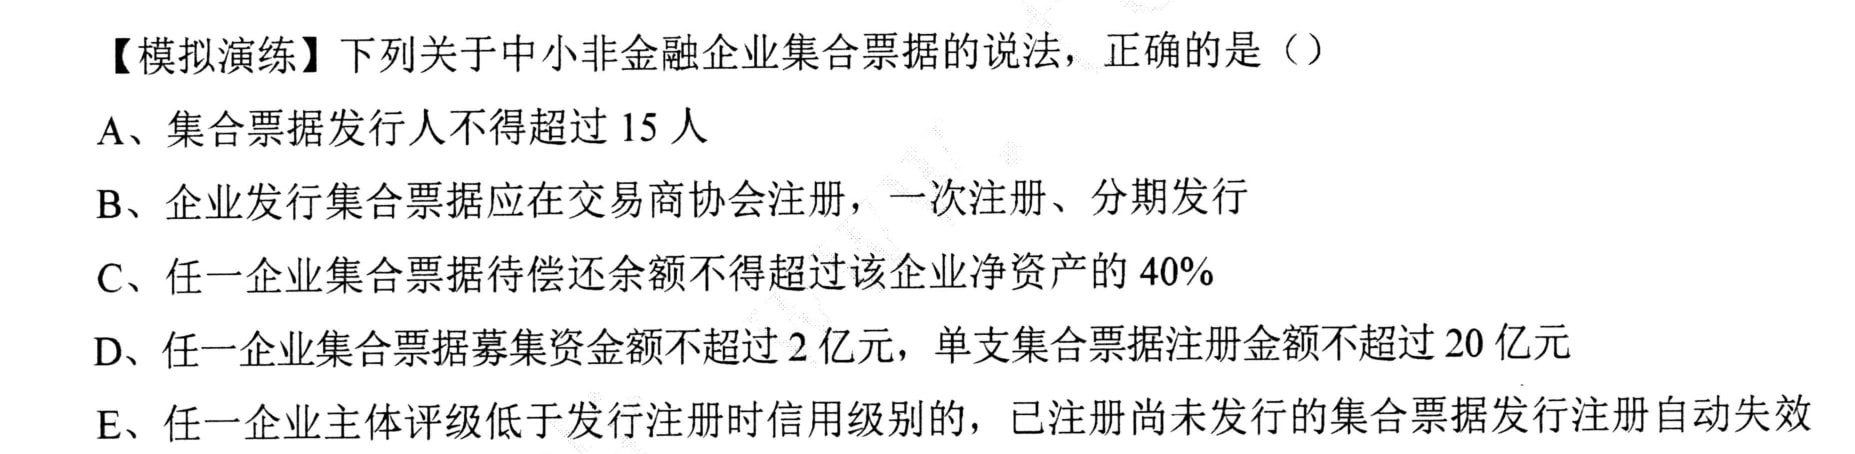 【模拟演练】下列关于中小非金融企业集合票据的说法，正确的是（）
A、集合票据发行人不得超过 15 人
B、企业发行集合票据应在交易商协会注册，一次注册、分期发行
C、任一企业集合票据待偿还余额不得超过该企业净资产的 40%
D、任一企业集合票据募集资金额不超过 2 亿元，单支集合票据注册金额不超过 20 亿元
E、任一企业主体评级低于发行注册时信用级别的，已注册尚未发行的集合票据发行注册自动失效